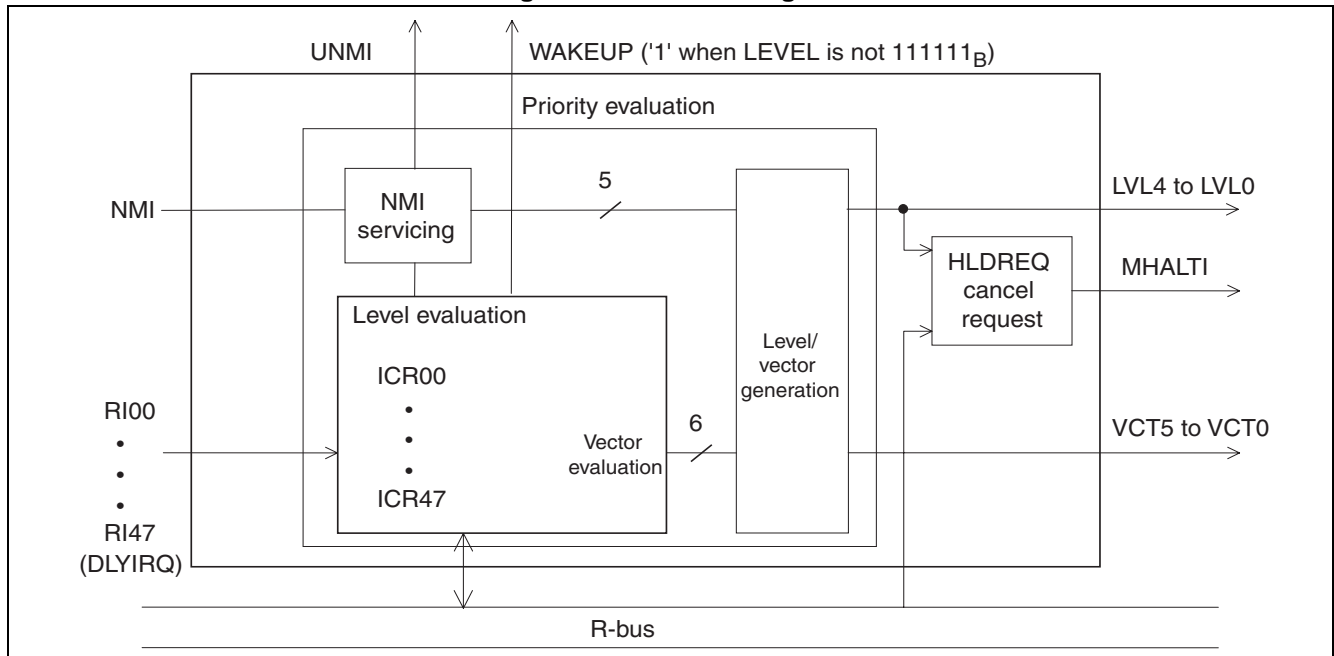 UNMI
WAKEUP ('1' when LEVEL is not 111111B)
Priority evaluation
NMI
NMI
servicing
5
LVL4 to LVL0
HLDREQ
cancel
request
MHALTI
Level evaluation
ICR00
•
•
•
ICR47
Vector
evaluation
6
Level/
vector
generation
VCT5 to VCT0
RI00
•
•
•
RI47
(DLYIRQ)
R-bus